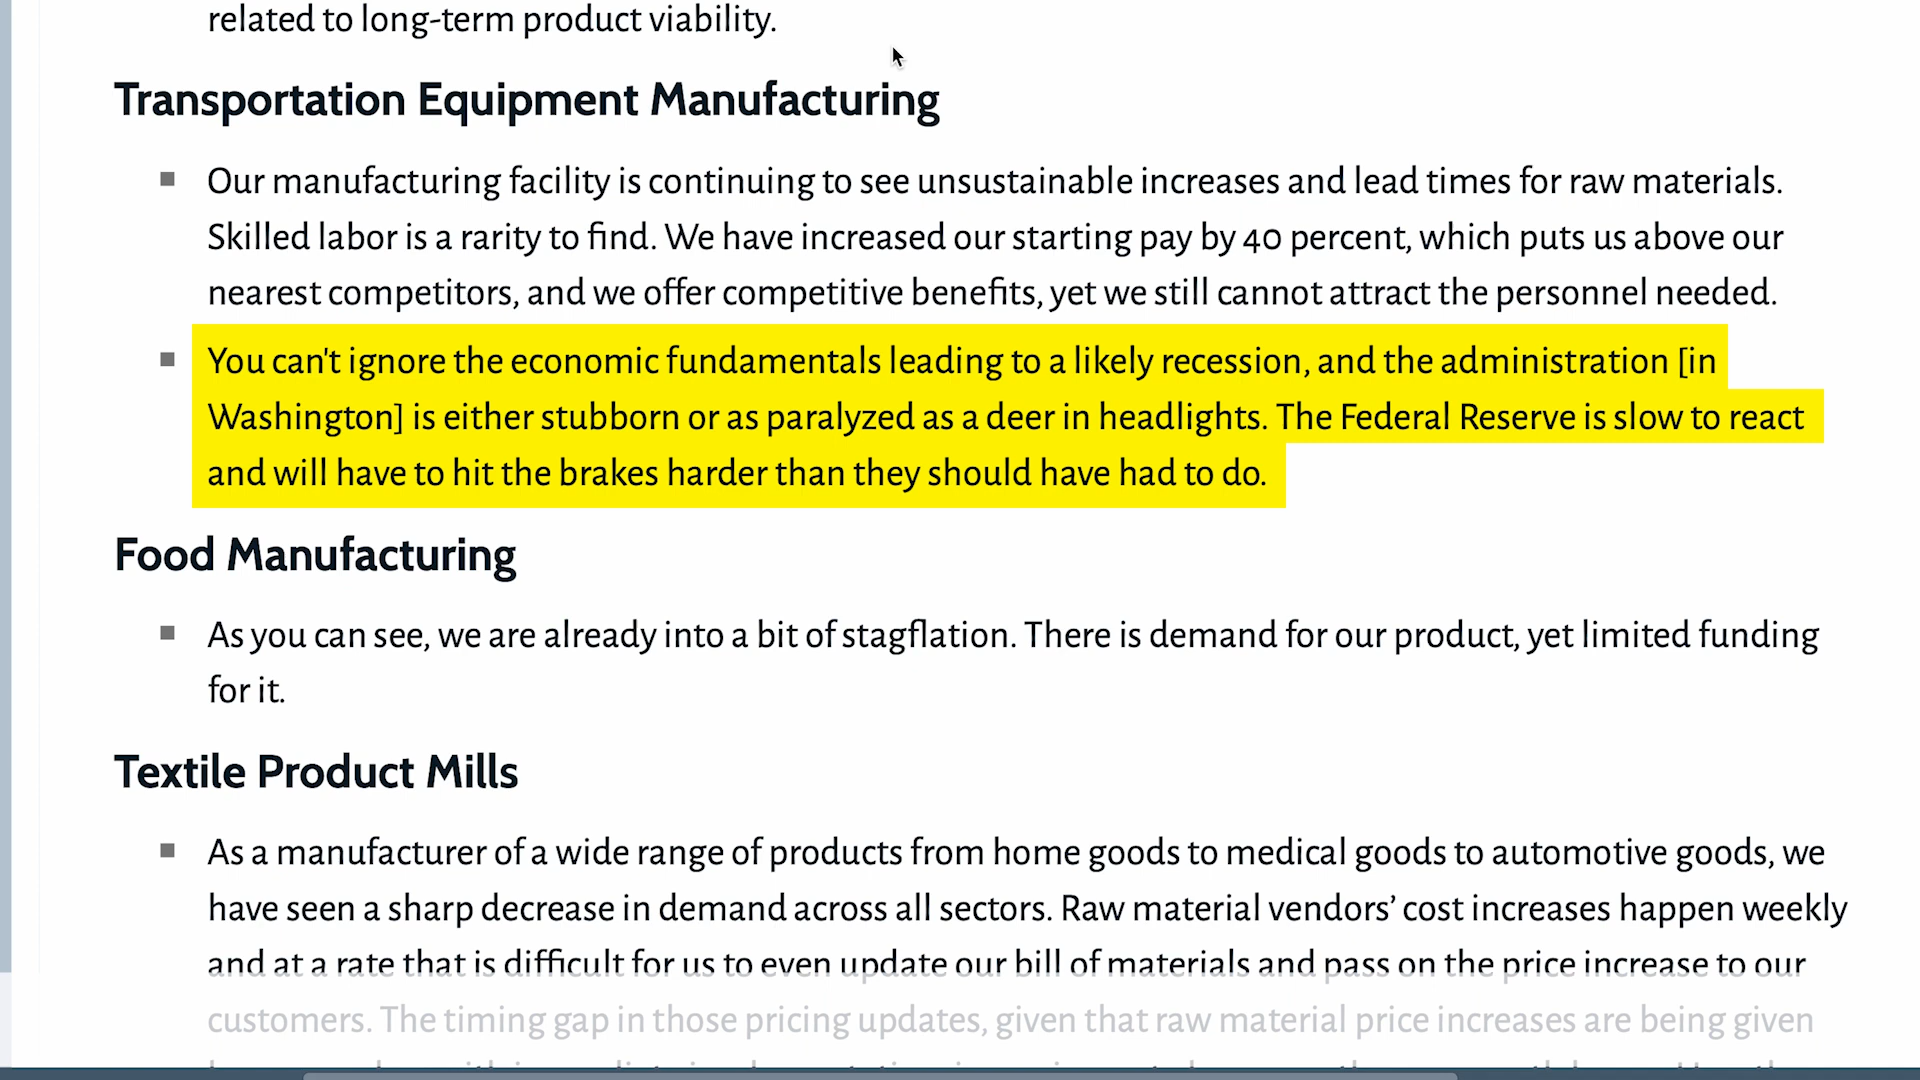 related to long-term product viability.
Transportation Equipment Manufacturing
Our manufacturing facility is continuing to see unsustainable increases and lead times for raw materials.
Skilled labor is a rarity to find. We have increased our starting pay by 40 percent, which puts us above our
nearest competitors, and we offer competitive benefits, yet we still cannot attract the personnel needed.
You can't ignore the economic fundamentals leading to a likely recession, and the administration [in
Washington] is either stubborn or as paralyzed as a deer in headlights. The Federal Reserve is slow to react
and will have to hit the brakes harder than they should have had to do.
Food Manufacturing
As you can see, we are already into a bit of stagflation. There is demand for our product, yet limited funding
for it.
Textile Product Mills
As a manufacturer of a wide range of products from home goods to medical goods to automotive goods, we
have seen a sharp decrease in demand across all sectors. Raw material vendors’ cost increases happen weekly
and at a rate that is difficult for us to even update our bill of materials and pass on the price increase to our
customers. The timing gap in those pricing updates, given that raw material price increases are being given